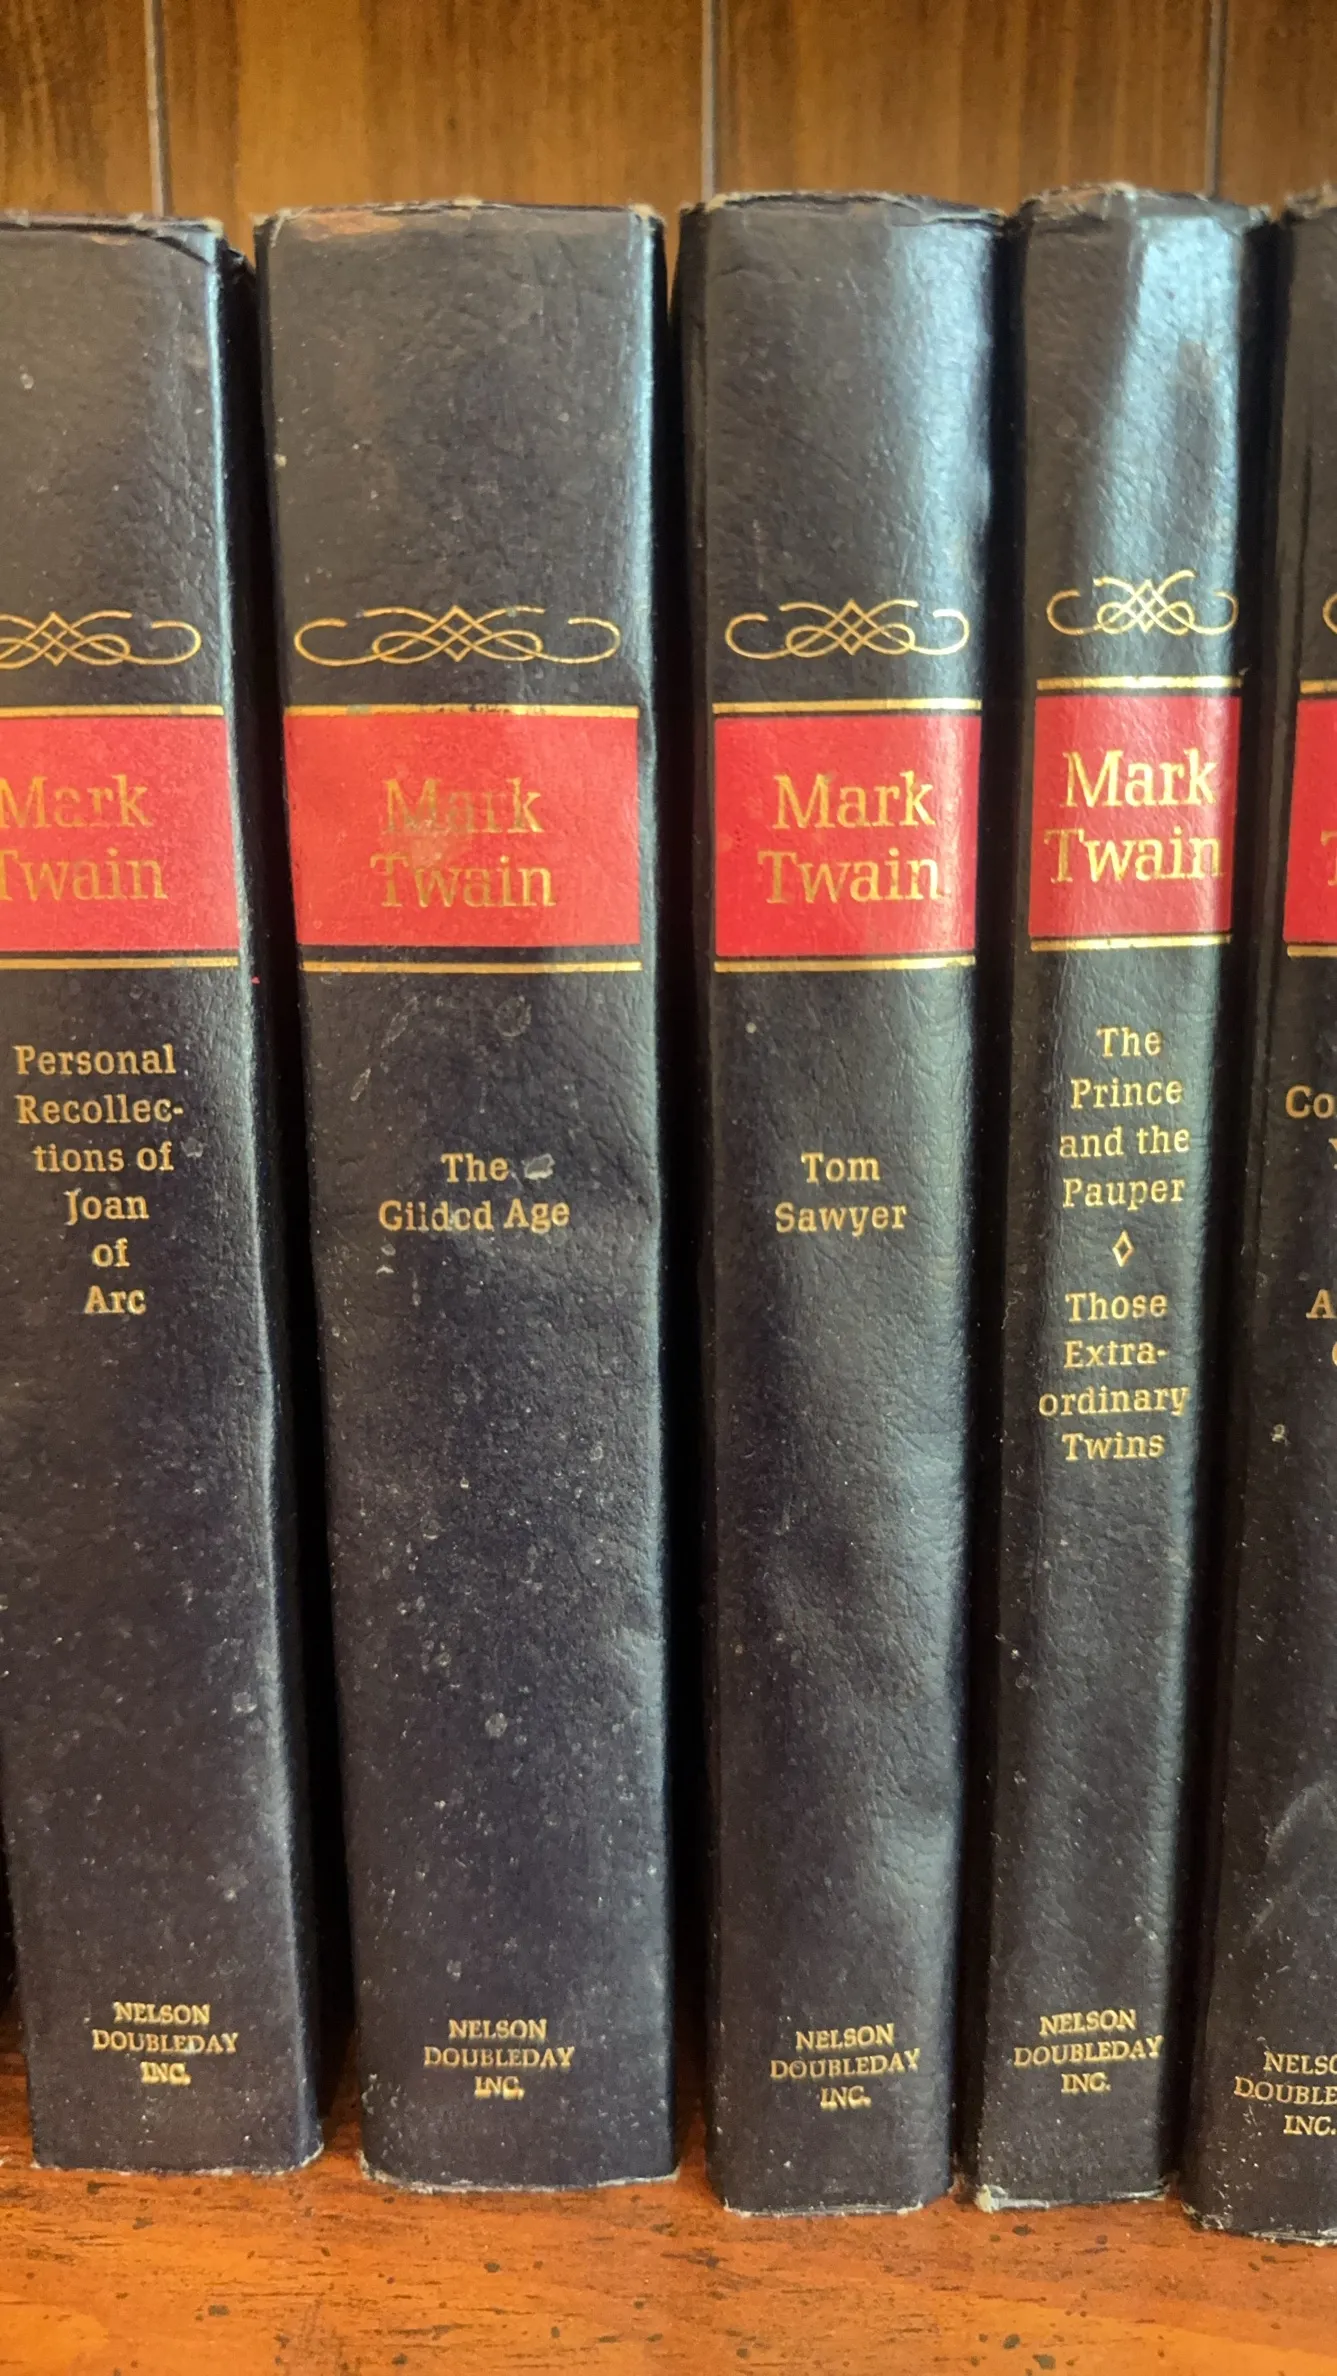 Mark
Twain
Personal
Recollec-
tions of
Joan
of
Arc
NELSON
DOUBLEDAY
INC.
Mark
Twain
The
Gilded Age
NELSON
DOUBLEDAY
INC.
Mark
Twain
Tom
Sawyer
NELSON
DOUBLEDAY
INC.
Mark
Twain
The
Prince
and the
Pauper
Those
Extra-
ordinary
Twins
NELSON
DOUBLEDAY
INC.
INC.